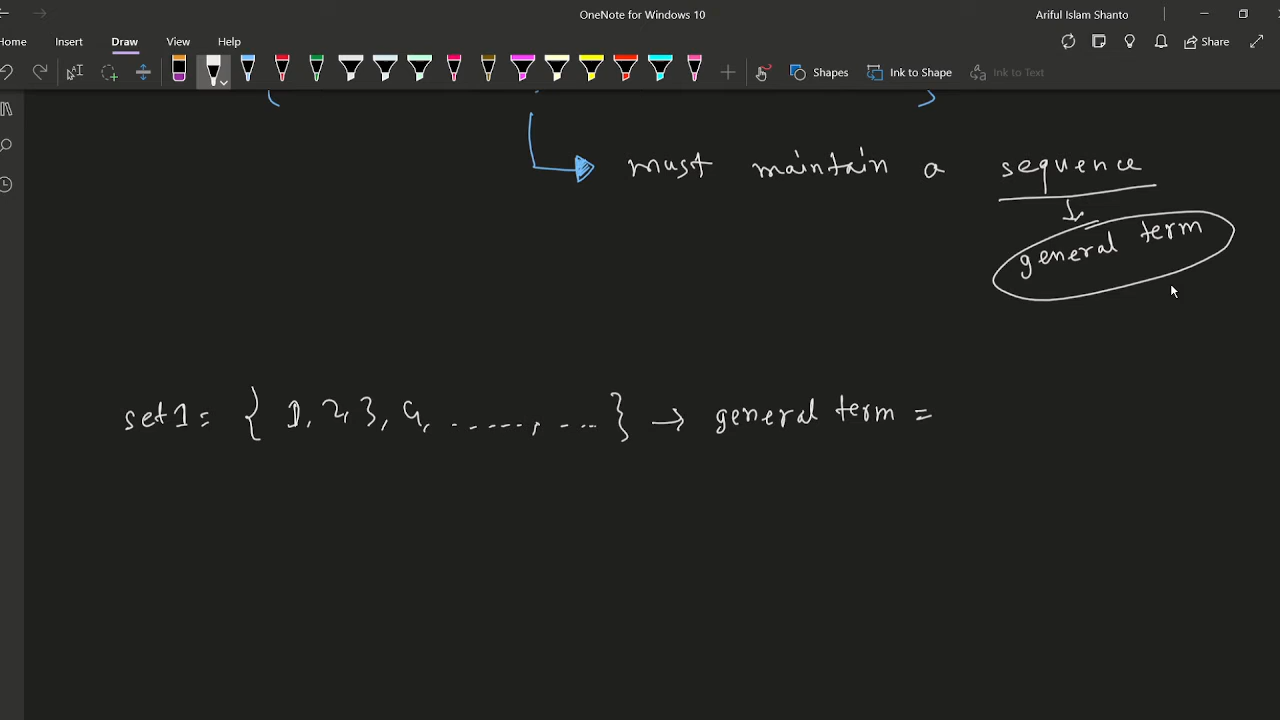 OneNote for Windows 10
Ariful Islam Shanto
Home Insert Draw View Help
Share
Shapes Ink to Shape Ink to Text
must maintain a sequence
general term
set1 = { 1, 2, 3, 4, ......, ... } → general term =